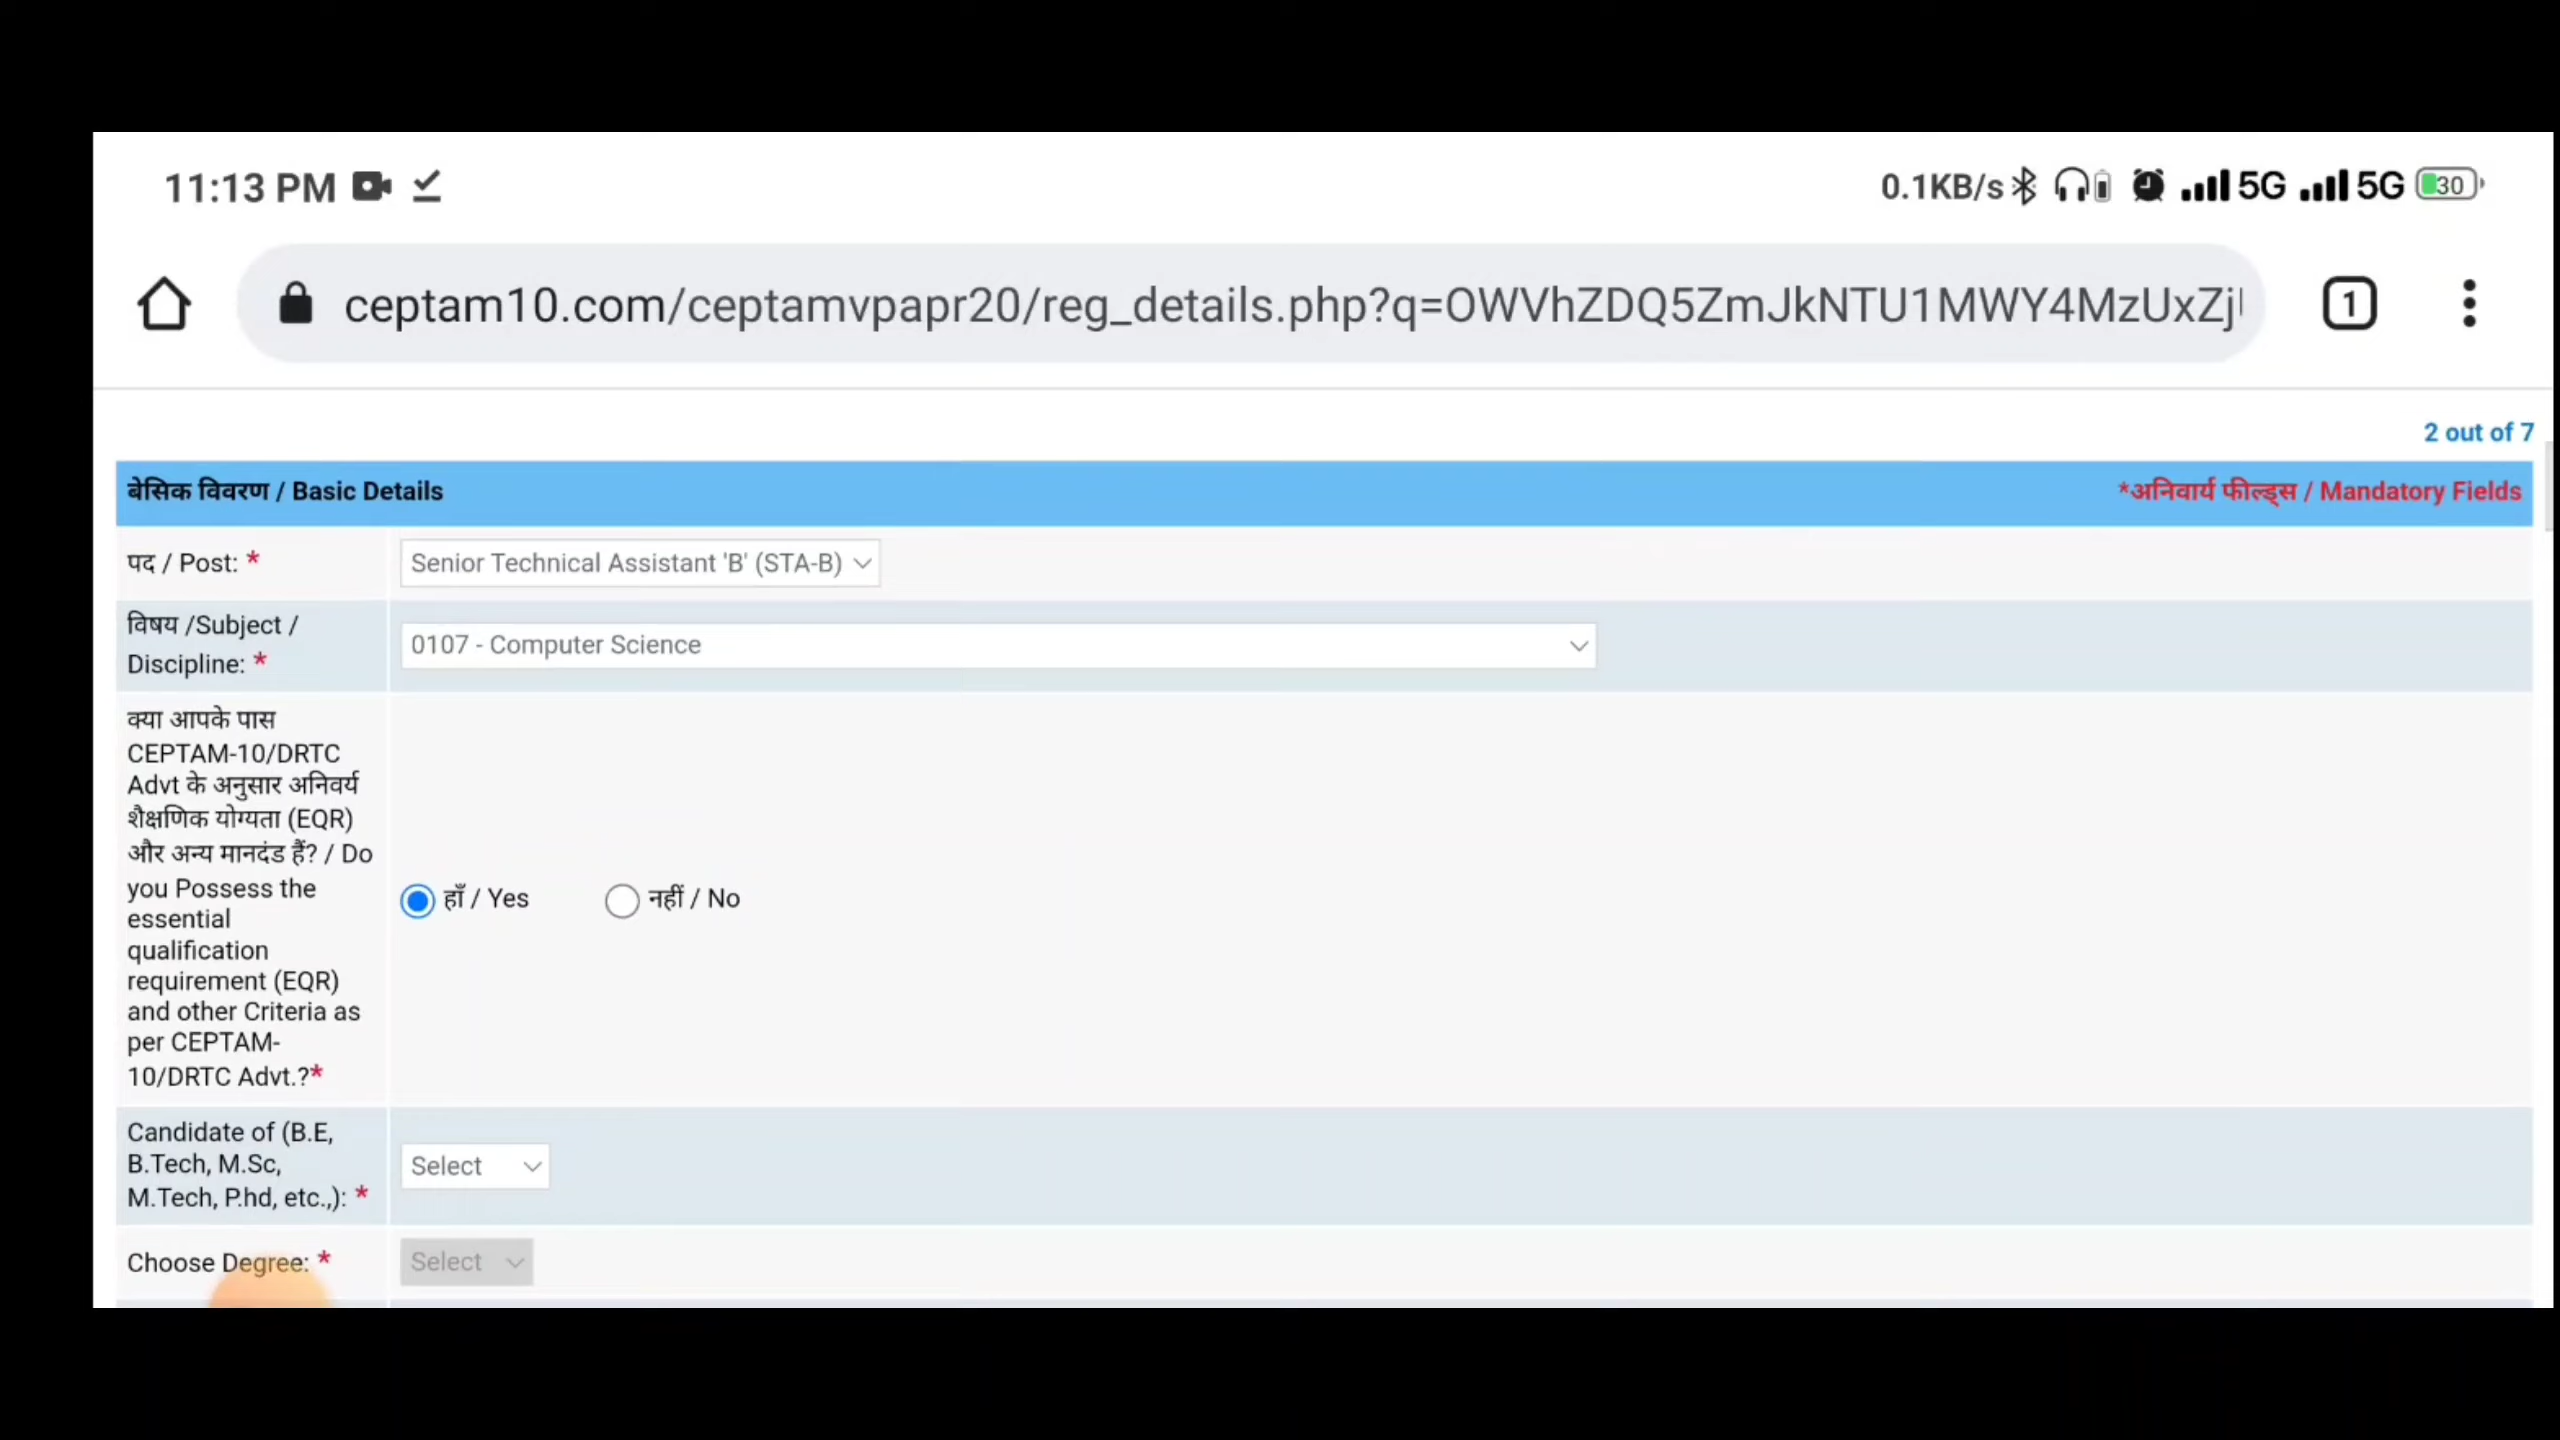 11:13 PM 0.1KB/s 5G 5G 30
ceptam10.com/ceptamvpapr20/reg_details.php?q=OWVhZDQ5ZmJkNTU1MWY4MzUxZj
1
2 out of 7
बेसिक विवरण / Basic Details *अनिवार्य फील्ड्स / Mandatory Fields
पद / Post: * Senior Technical Assistant 'B' (STA-B)
विषय /Subject /
Discipline: *
0107 - Computer Science
क्या आपके पास
CEPTAM-10/DRTC
Advt के अनुसार अनिवर्य
शैक्षणिक योग्यता (EQR)
और अन्य मानदंड हैं? / Do
you Possess the
essential
qualification
requirement (EQR)
and other Criteria as
per CEPTAM-
10/DRTC Advt.?*
हाँ / Yes नहीं / No
Candidate of (B.E,
B.Tech, M.Sc,
M.Tech, P.hd, etc.,): *
Select
Choose Degree: * Select